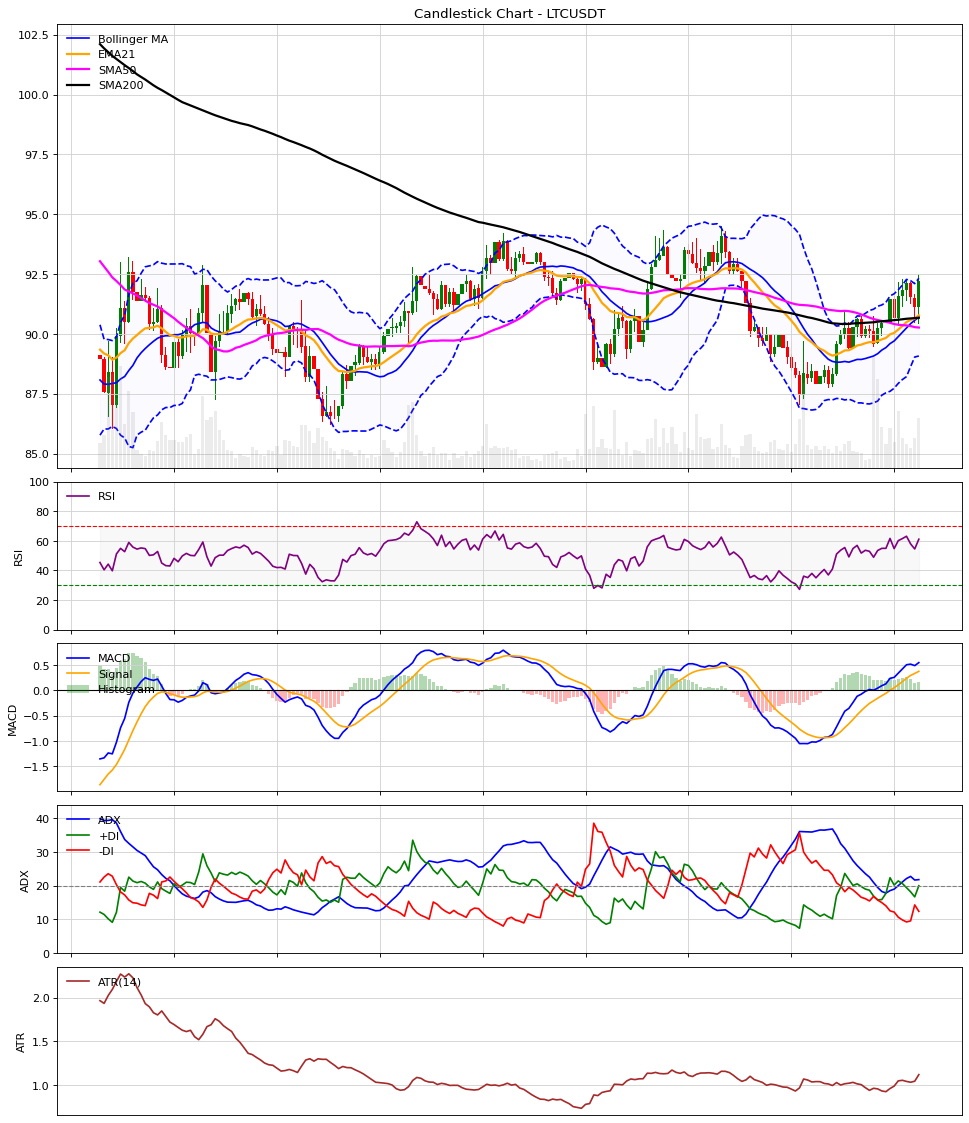 Candlestick Chart - LTCUSDT
102.5
100.0
97.5
95.0
92.5
90.0
87.5
85.0
Bollinger MA
EMA21
SMA50
SMA200
100
80
60
40
20
0
RSI
RSI
0.5
0.0
−0.5
−1.0
−1.5
MACD
MACD
Signal
Histogram
40
30
20
10
0
ADX
ADX
+DI
-DI
2.0
1.5
1.0
ATR
ATR(14)